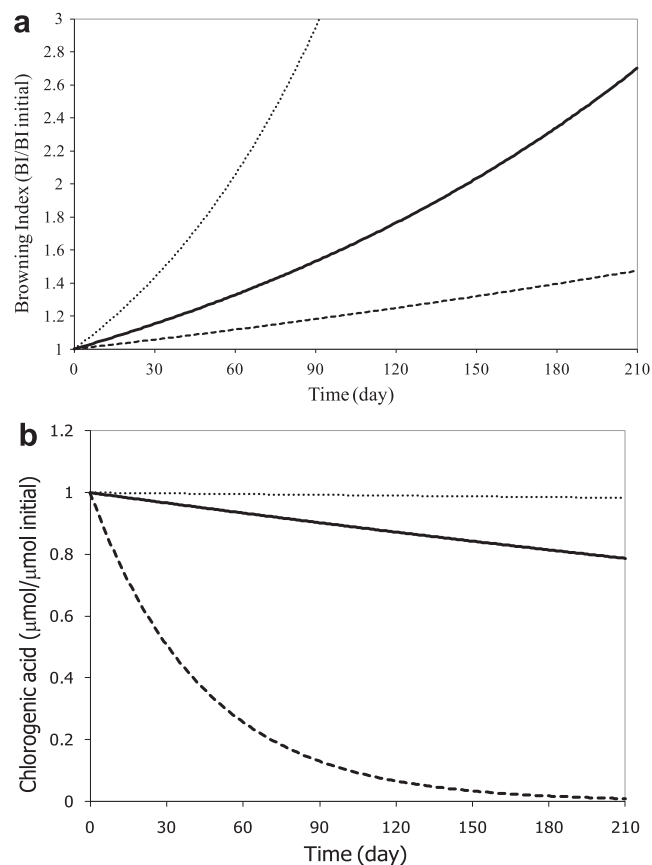 a
Browning Index (BI/BI initial)
3
2.8
2.6
2.4
2.2
2
1.8
1.6
1.4
1.2
1
0 30 60 90 120 150 180 210
Time (day)
b
Chlorogenic acid (μmol/μmol initial)
1.2
1
0.8
0.6
0.4
0.2
0
0 30 60 90 120 150 180 210
Time (day)